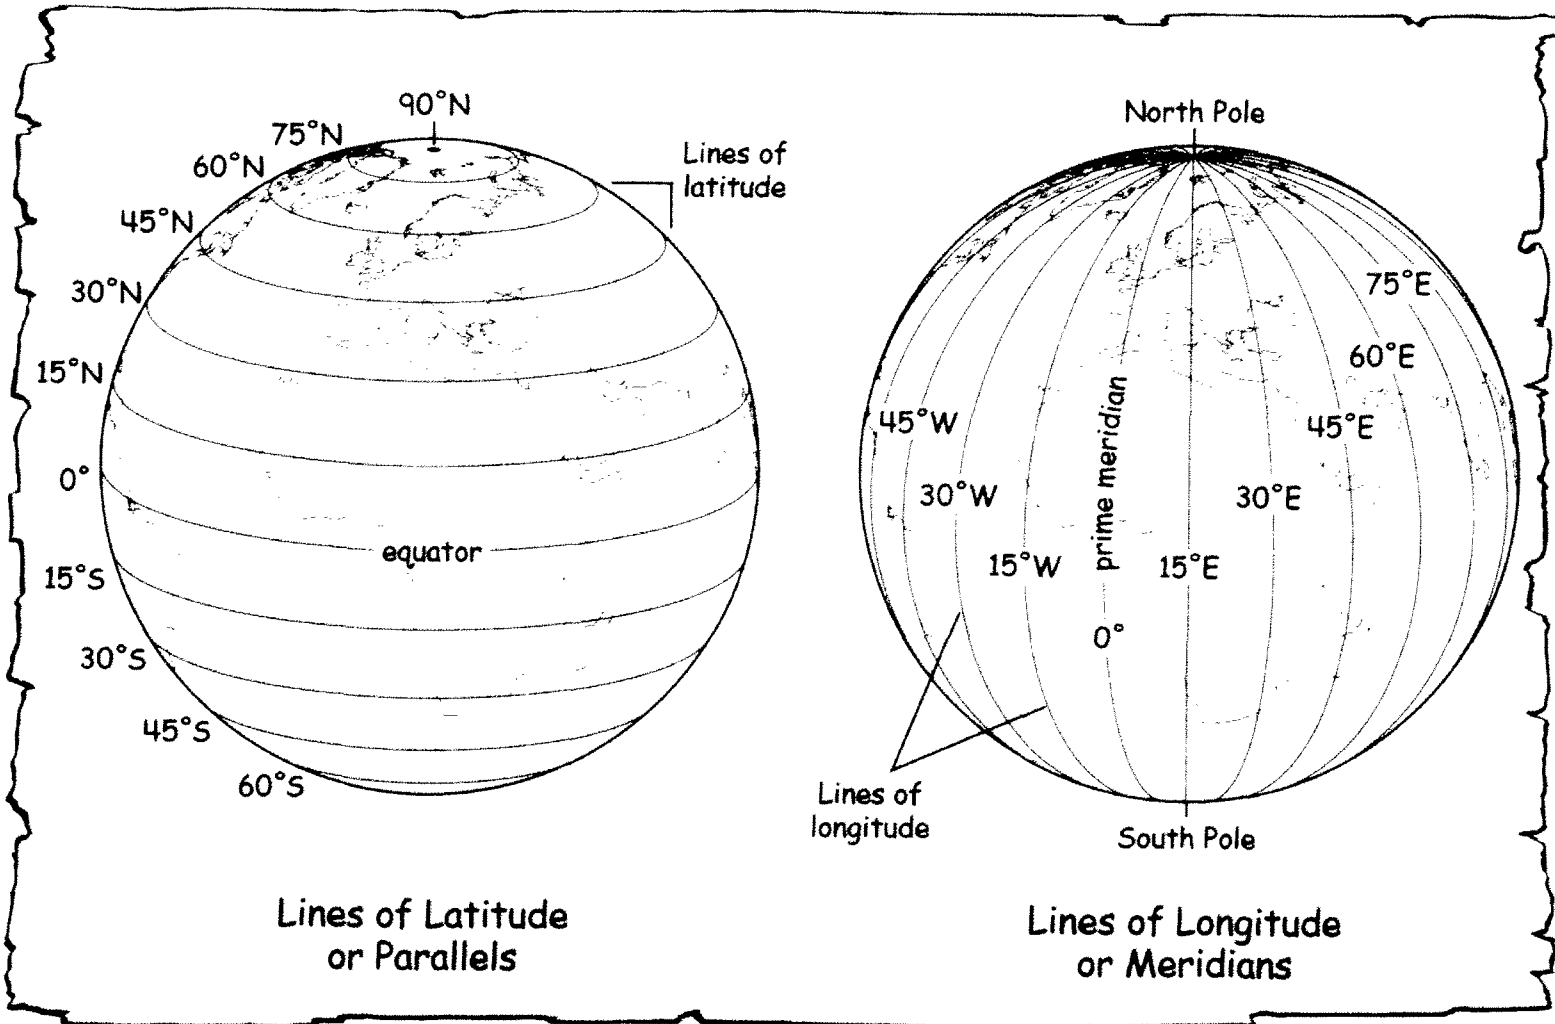 90°N
75°N
60°N
45°N
30°N
15°N
0°
15°S
30°S
45°S
60°S
equator
Lines of
latitude
Lines of Latitude
or Parallels
North Pole
75°E
60°E
45°W
45°E
30°W
30°E
15°W
prime meridian
15°E
0°
Lines of
longitude
South Pole
Lines of Longitude
or Meridians